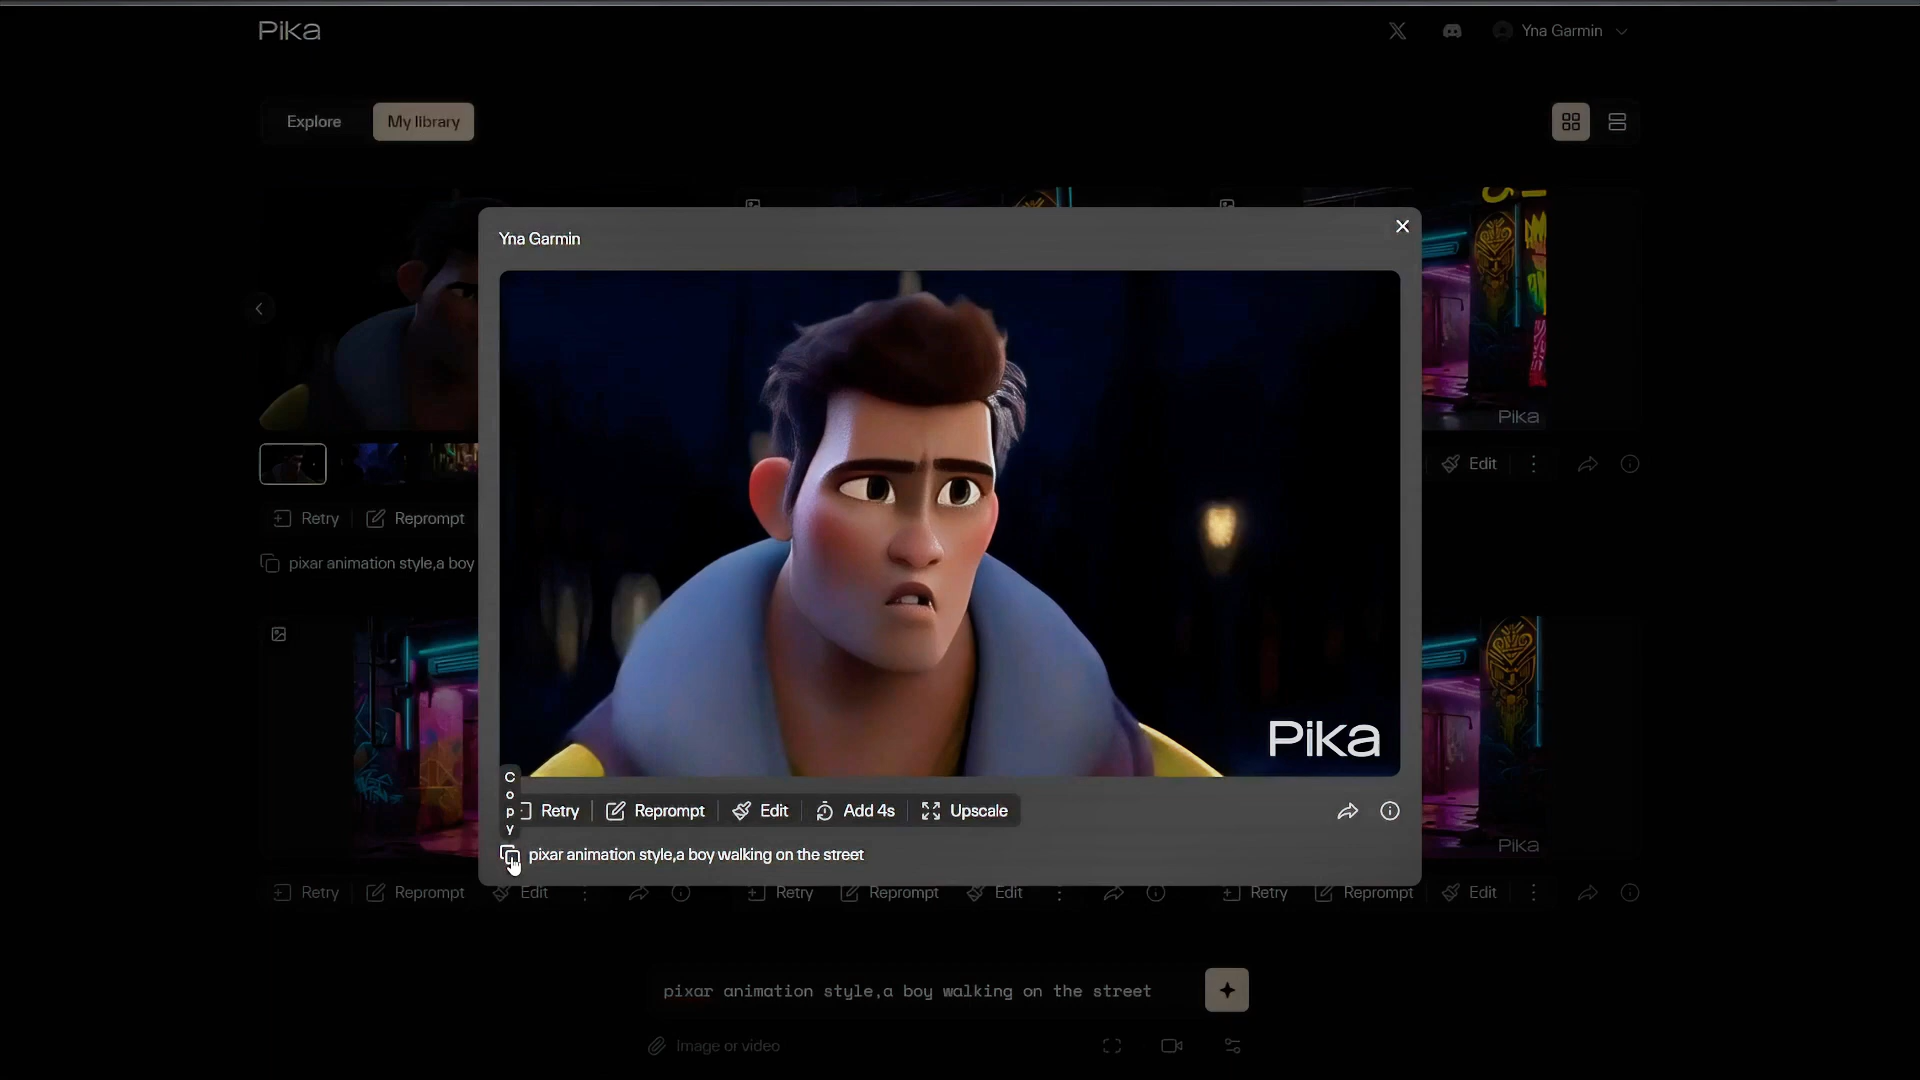 Pika
Yna Garmin
Explore
My library
Yna Garmin
Pika
Pika
Edit
Retry
Reprompt
pixar animation style,a boy
Copy
Retry
Reprompt
Edit
Add 4s
Upscale
pixar animation style,a boy walking on the street
Pika
Retry
Reprompt
Edit
Retry
Reprompt
Edit
Retry
Reprompt
Edit
pixar animation style,a boy walking on the street
Image or video